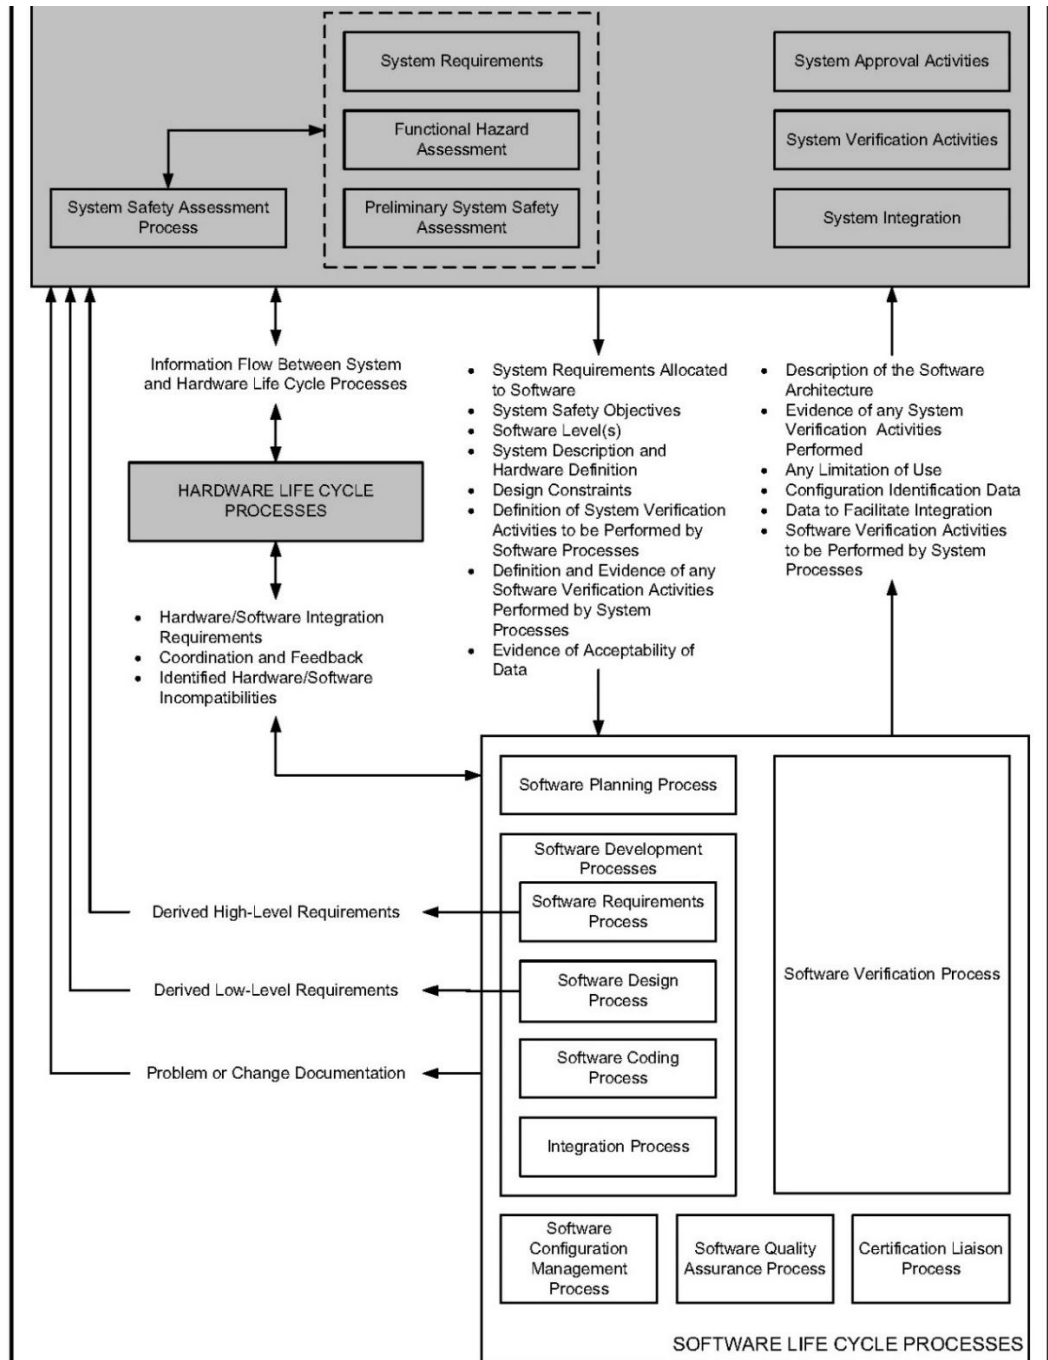 System Requirements
System Approval Activities
Functional Hazard
Assessment
System Verification Activities
System Safety Assessment
Process
Preliminary System Safety
Assessment
System Integration
Information Flow Between System
and Hardware Life Cycle Processes
HARDWARE LIFE CYCLE
PROCESSES
• Hardware/Software Integration
Requirements
• Coordination and Feedback
• Identified Hardware/Software
Incompatibilities
• System Requirements Allocated
to Software
• System Safety Objectives
• Software Level(s)
• System Description and
Hardware Definition
• Design Constraints
• Definition of System Verification
Activities to be Performed by
Software Processes
• Definition and Evidence of any
Software Verification Activities
Performed by System
Processes
• Evidence of Acceptability of
Data
• Description of the Software
Architecture
• Evidence of any System
Verification Activities
Performed
• Any Limitation of Use
• Configuration Identification Data
• Data to Facilitate Integration
• Software Verification Activities
to be Performed by System
Processes
Software Planning Process
Software Development
Processes
Software Requirements
Process
Derived High-Level Requirements
Software Design
Process
Derived Low-Level Requirements
Software Coding
Process
Problem or Change Documentation
Integration Process
Software Verification Process
Software
Configuration
Management
Process
Software Quality
Assurance Process
Certification Liaison
Process
SOFTWARE LIFE CYCLE PROCESSES